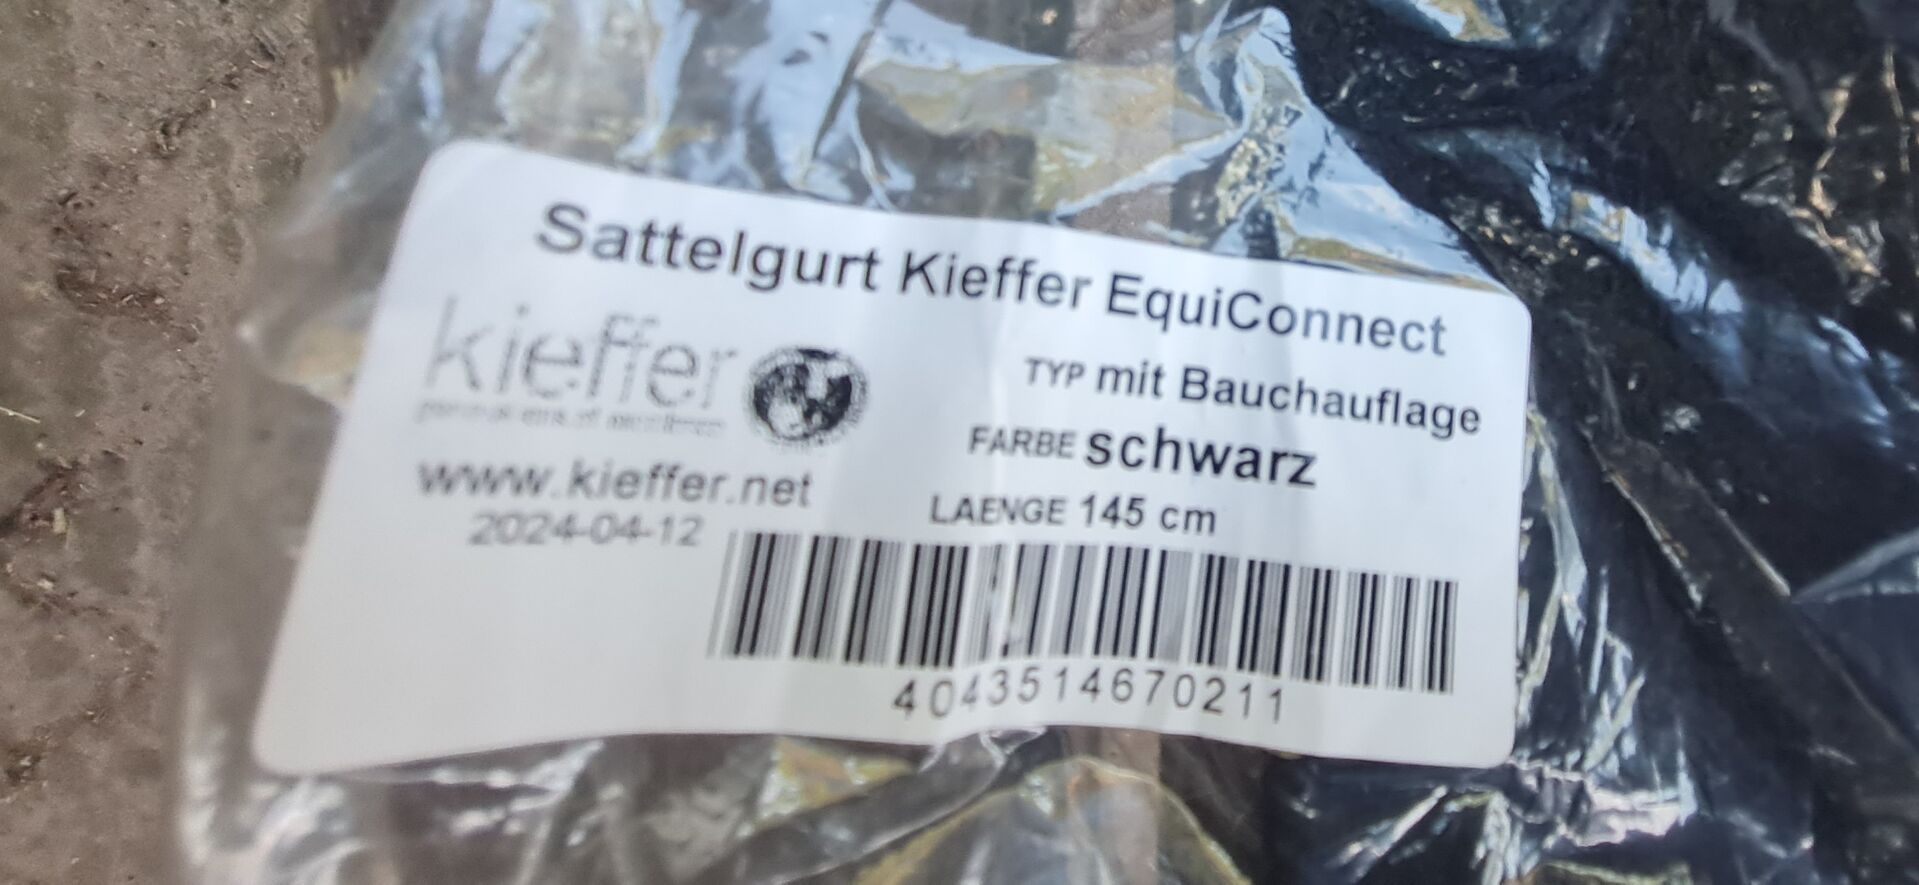 Sattelgurt Kieffer EquiConnect
kieffer
TYP mit Bauchauflage
FARBE schwarz
www.kieffer.net
LAENGE 145 cm
2024-04-12
4043514670211